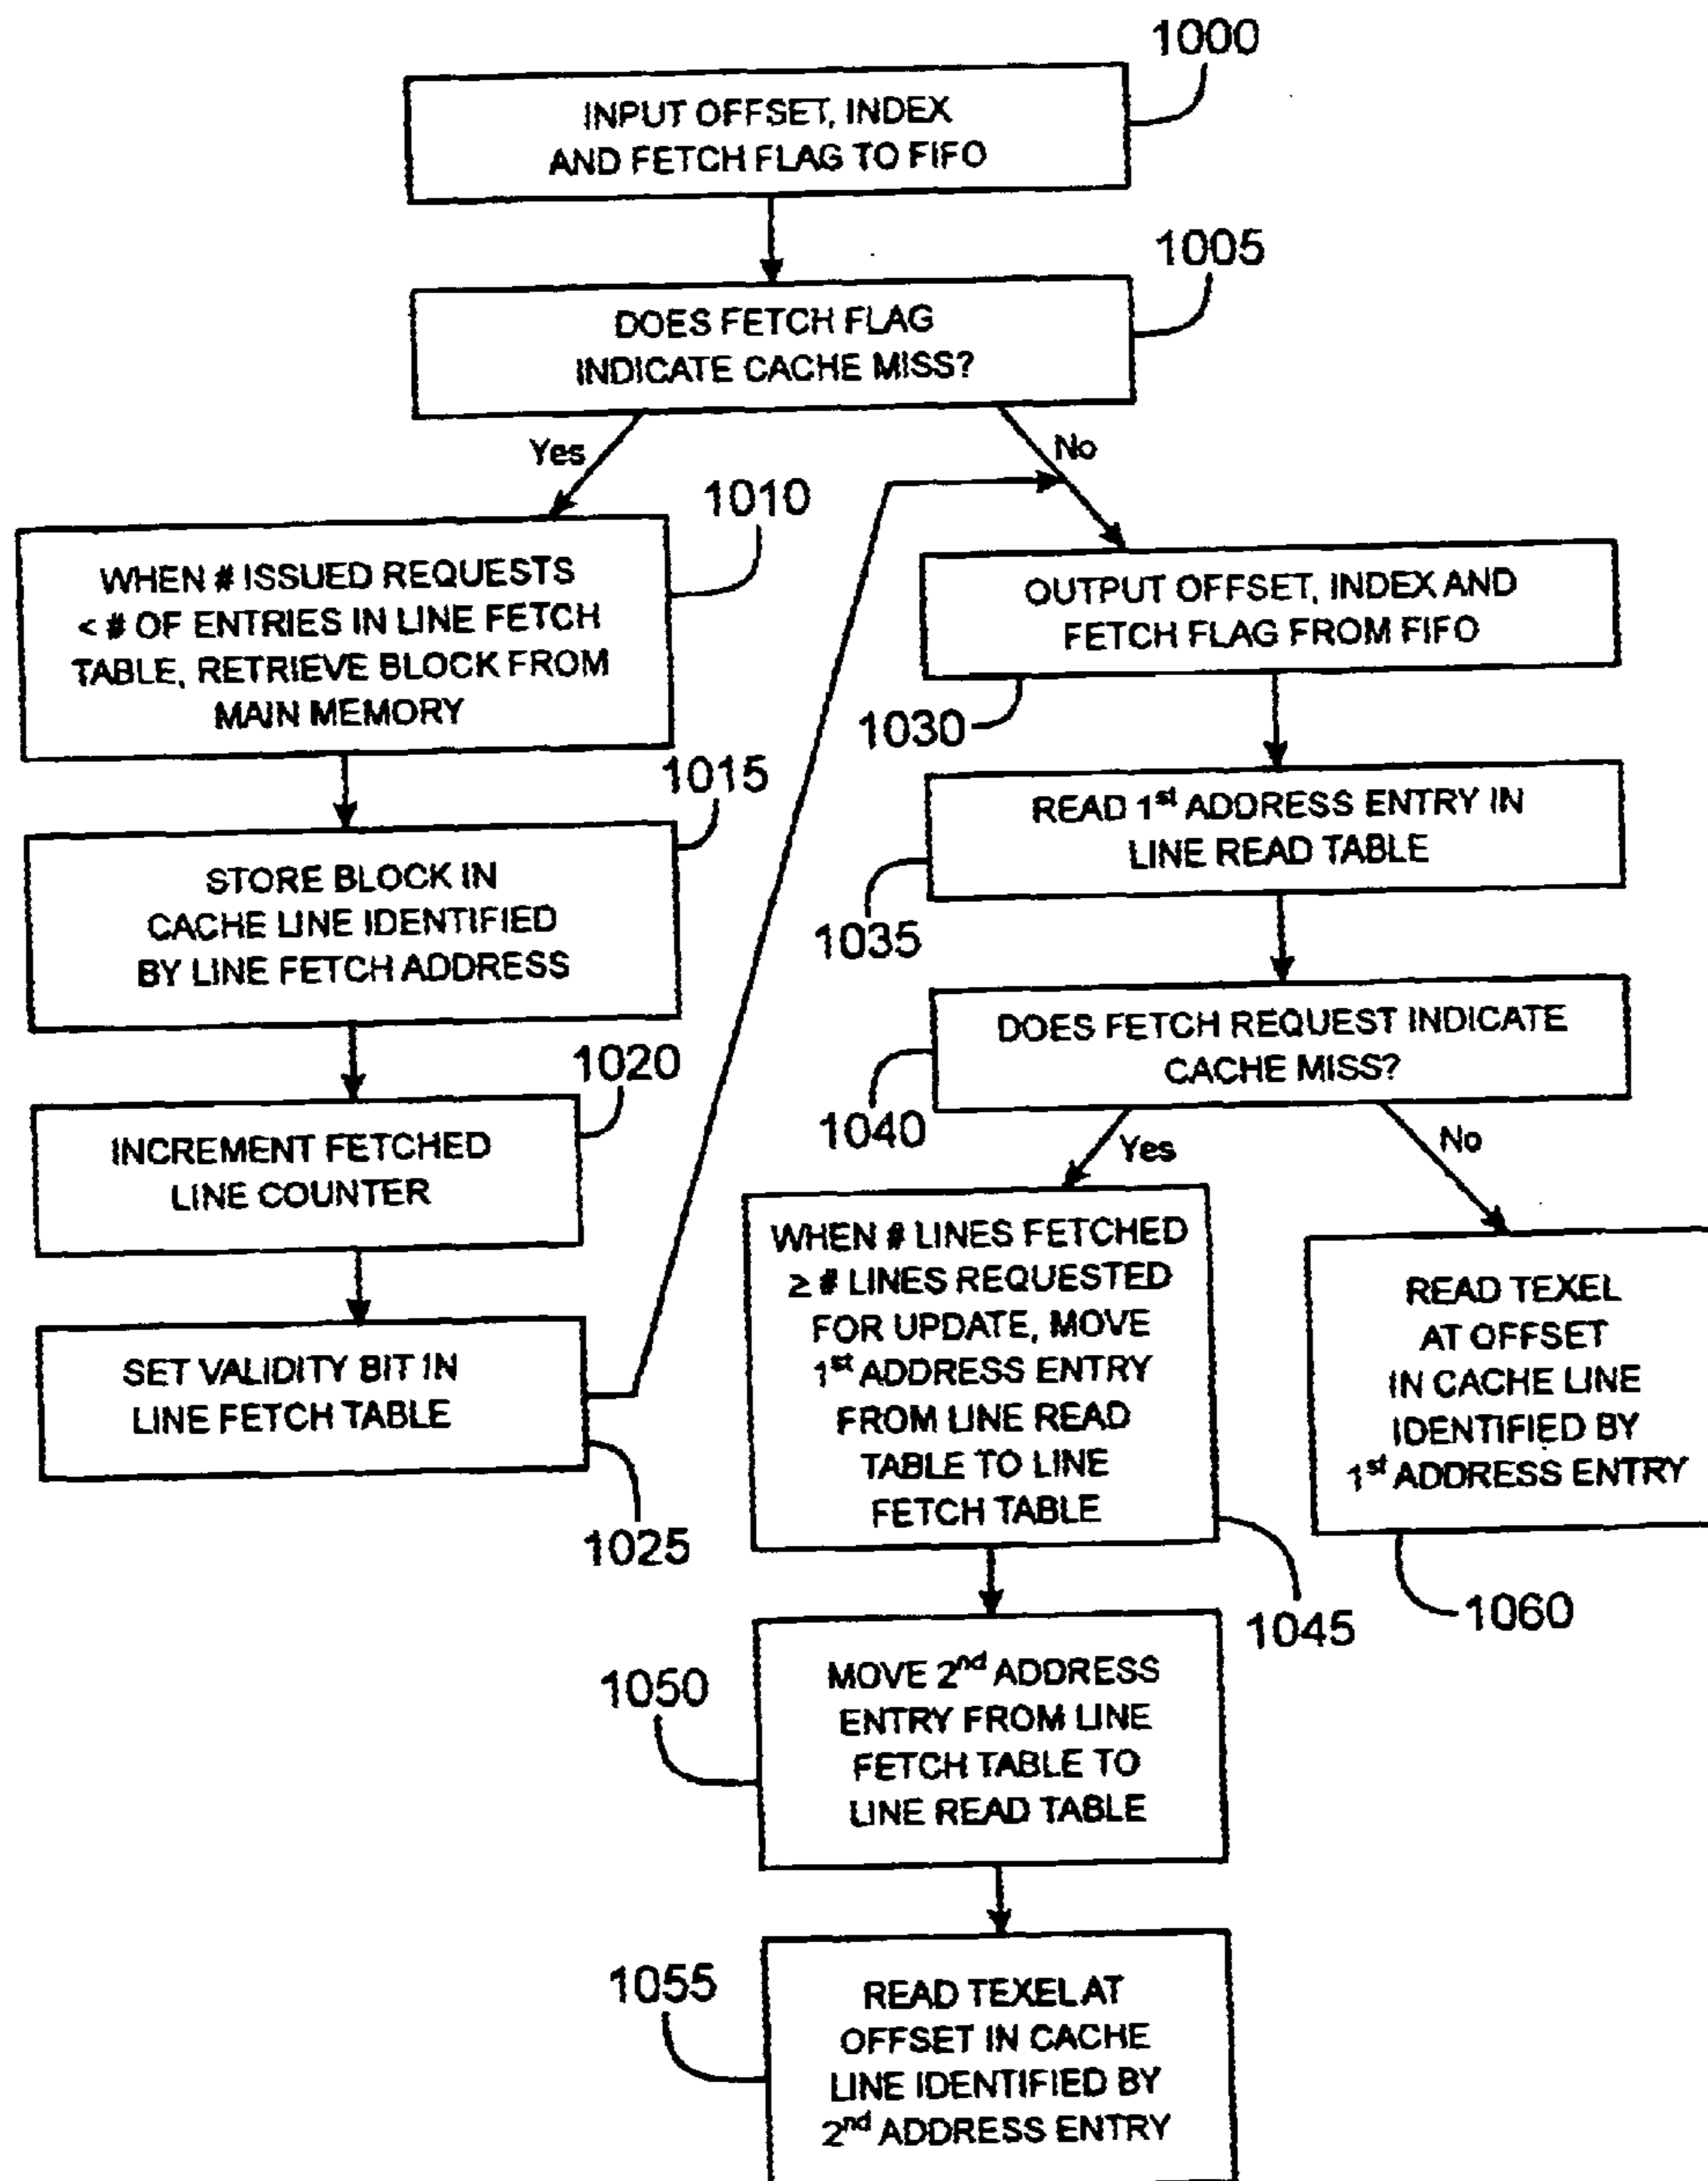 1000
INPUT OFFSET, INDEX
AND FETCH FLAG TO FIFO
1005
DOES FETCH FLAG
INDICATE CACHE MISS?
Yes
No
1010
WHEN # ISSUED REQUESTS
< # OF ENTRIES IN LINE FETCH
TABLE, RETRIEVE BLOCK FROM
MAIN MEMORY
1015
STORE BLOCK IN
CACHE LINE IDENTIFIED
BY LINE FETCH ADDRESS
1020
INCREMENT FETCHED
LINE COUNTER
SET VALIDITY BIT IN
LINE FETCH TABLE
1025
OUTPUT OFFSET, INDEX AND
FETCH FLAG FROM FIFO
1030
READ 1st ADDRESS ENTRY IN
LINE READ TABLE
1035
DOES FETCH REQUEST INDICATE
CACHE MISS?
1040
Yes
No
WHEN # LINES FETCHED
≥ # LINES REQUESTED
FOR UPDATE, MOVE
1st ADDRESS ENTRY
FROM LINE READ
TABLE TO LINE
FETCH TABLE
1045
READ TEXEL
AT OFFSET
IN CACHE LINE
IDENTIFIED BY
1st ADDRESS ENTRY
1060
1050
MOVE 2nd ADDRESS
ENTRY FROM LINE
FETCH TABLE TO
LINE READ TABLE
1055
READ TEXEL AT
OFFSET IN CACHE
LINE IDENTIFIED BY
2nd ADDRESS ENTRY